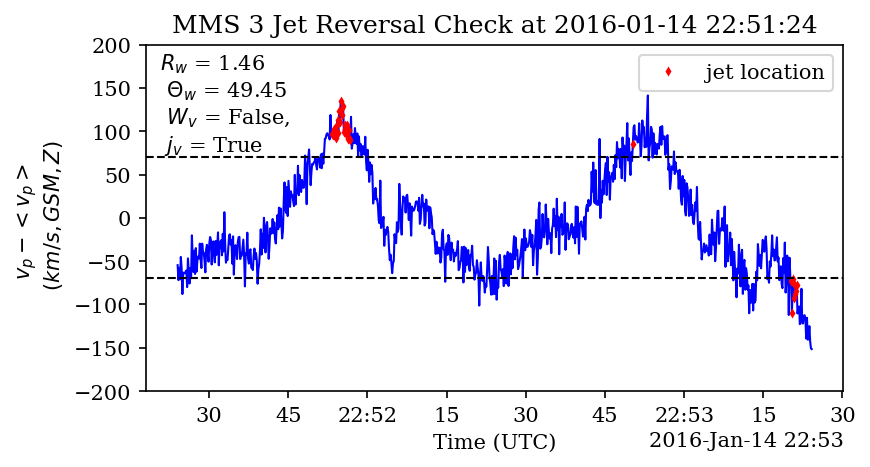 MMS 3 Jet Reversal Check at 2016-01-14 22:51:24
R_w = 1.46
Θ_w = 49.45
W_v = False,
j_v = True
jet location
200
150
100
50
0
−50
−100
−150
−200
v_p − < v_p >
(km/s, GSM, Z)
30 45 22:52 15 30 45 22:53 15 30
Time (UTC)
2016-Jan-14 22:53